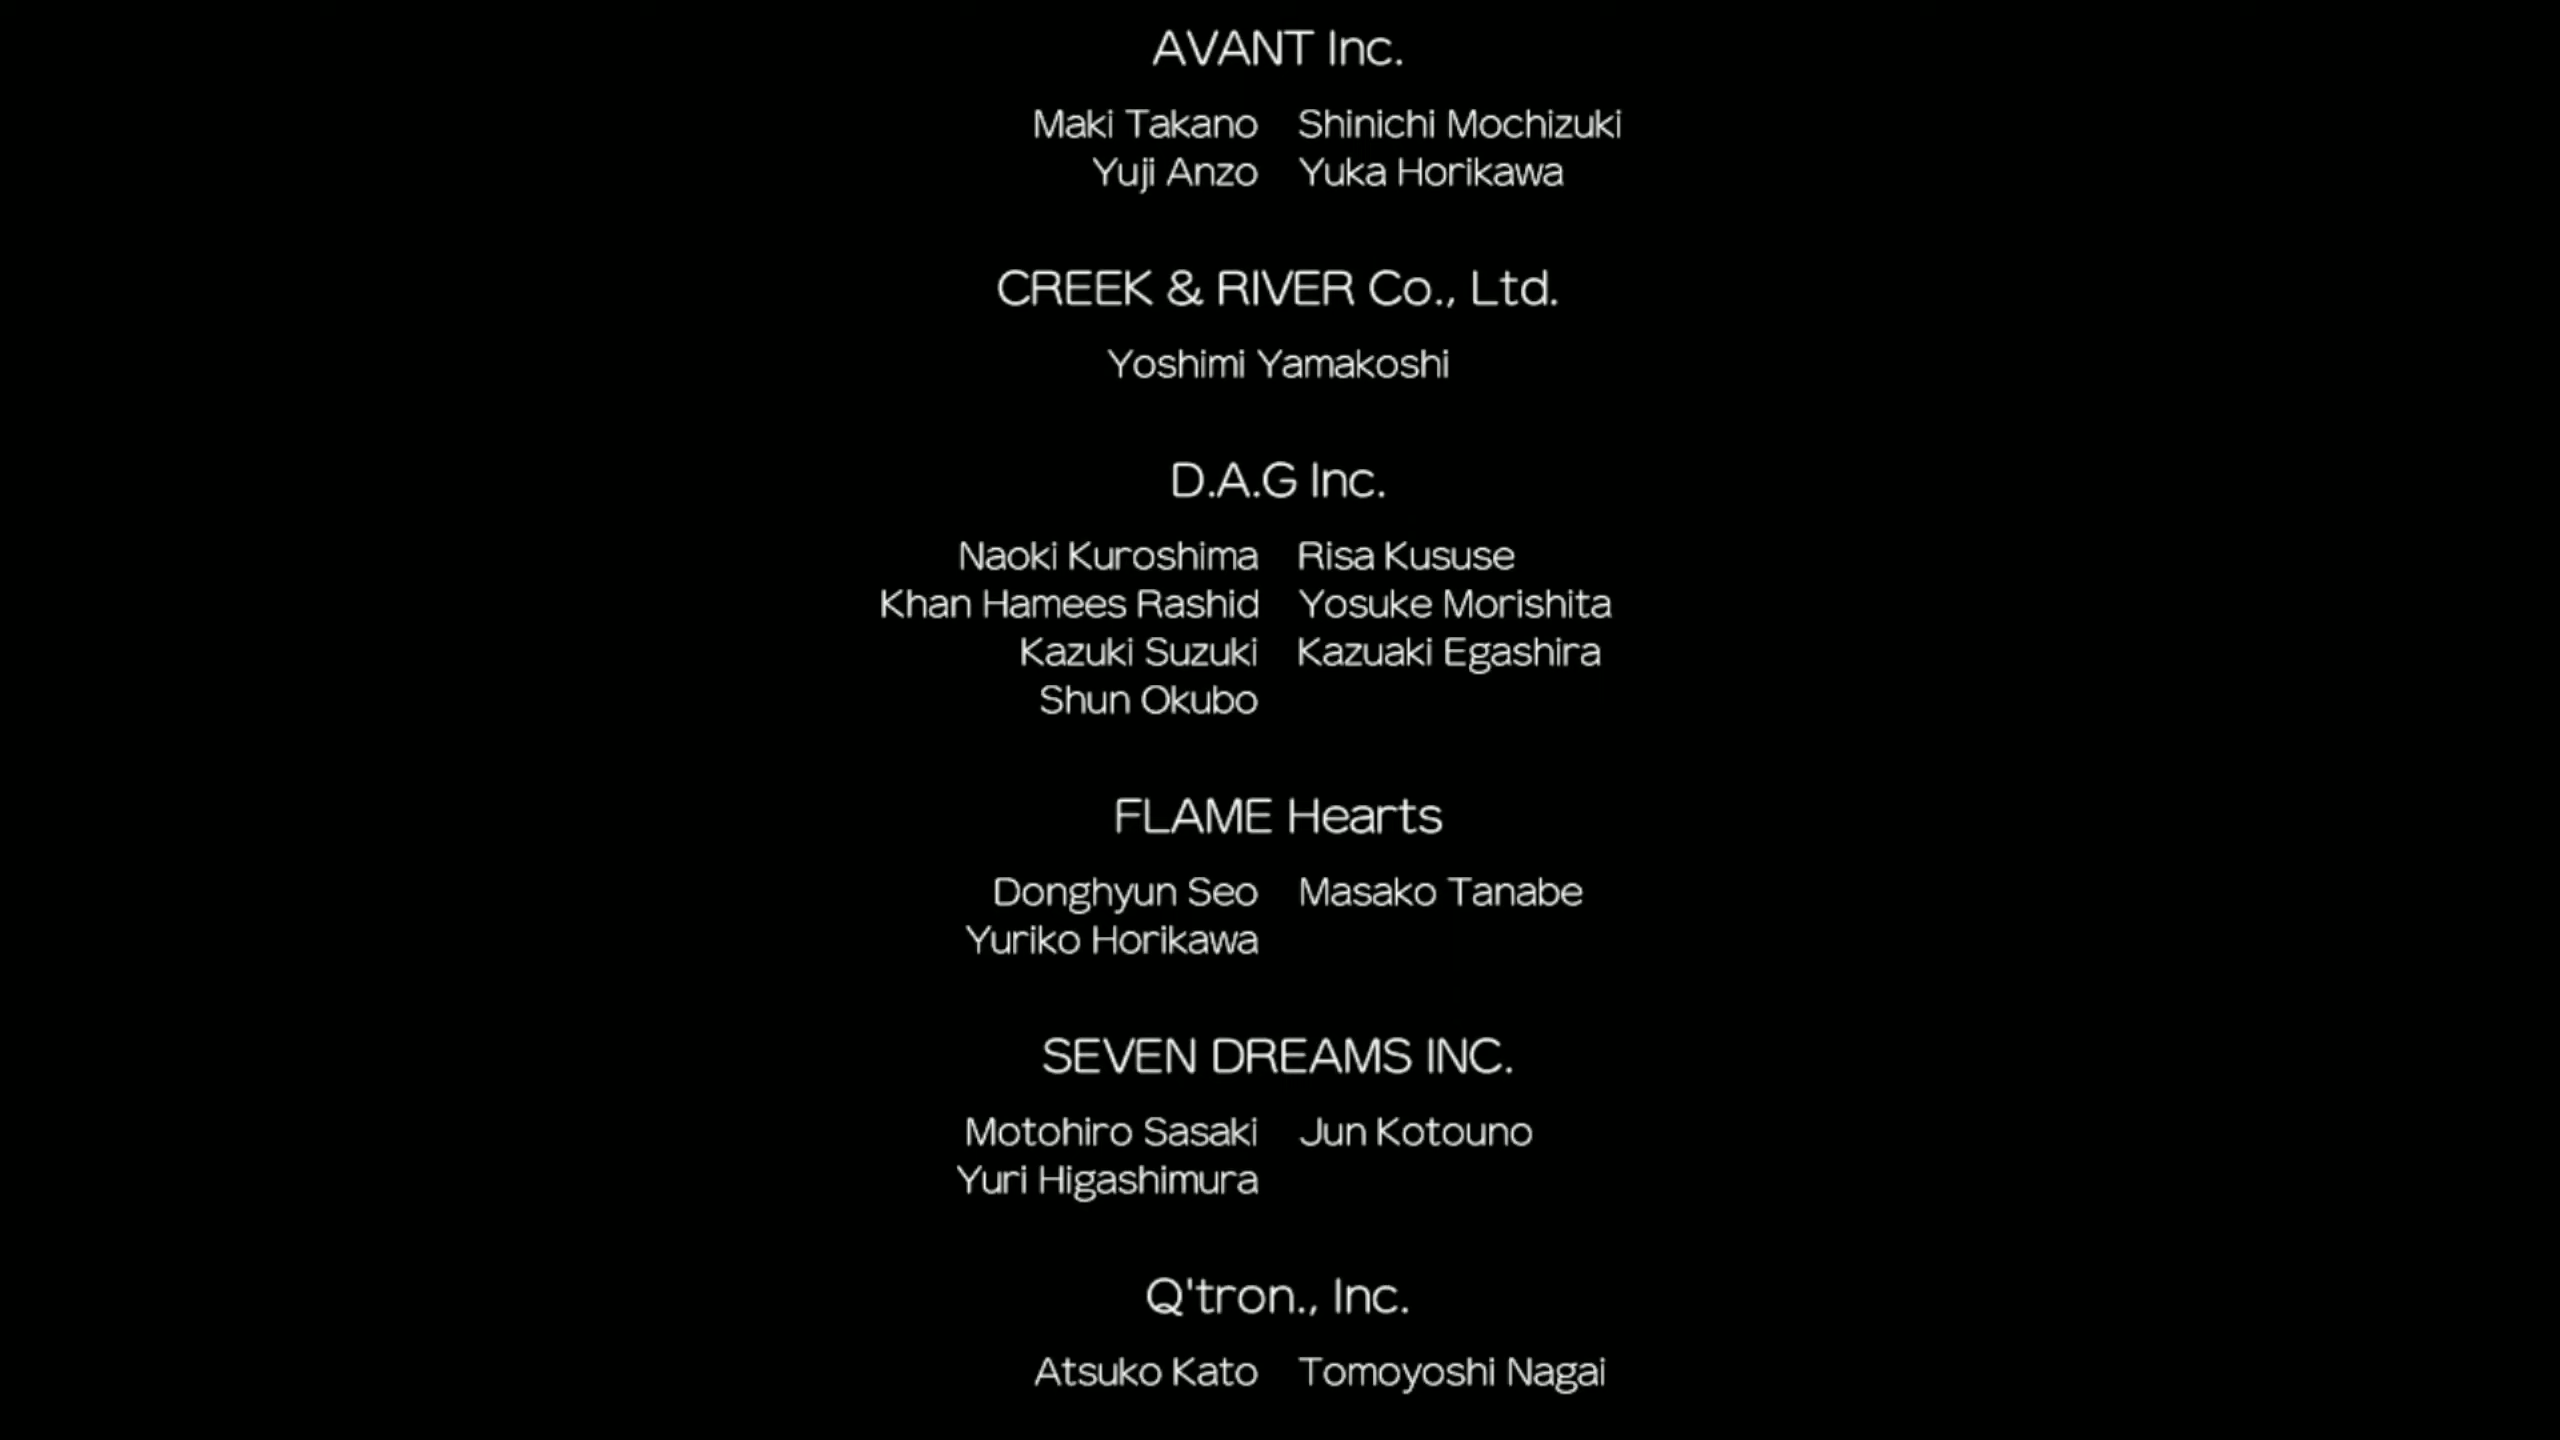 AVANT Inc.
Maki Takano Shinichi Mochizuki
Yuji Anzo Yuka Horikawa
CREEK & RIVER Co., Ltd.
Yoshimi Yamakoshi
D.A.G Inc.
Naoki Kuroshima Risa Kususe
Khan Hamees Rashid Yosuke Morishita
Kazuki Suzuki Kazuaki Egashira
Shun Okubo
FLAME Hearts
Donghyun Seo Masako Tanabe
Yuriko Horikawa
SEVEN DREAMS INC.
Motohiro Sasaki Jun Kotouno
Yuri Higashimura
Q'tron., Inc.
Atsuko Kato Tomoyoshi Nagai